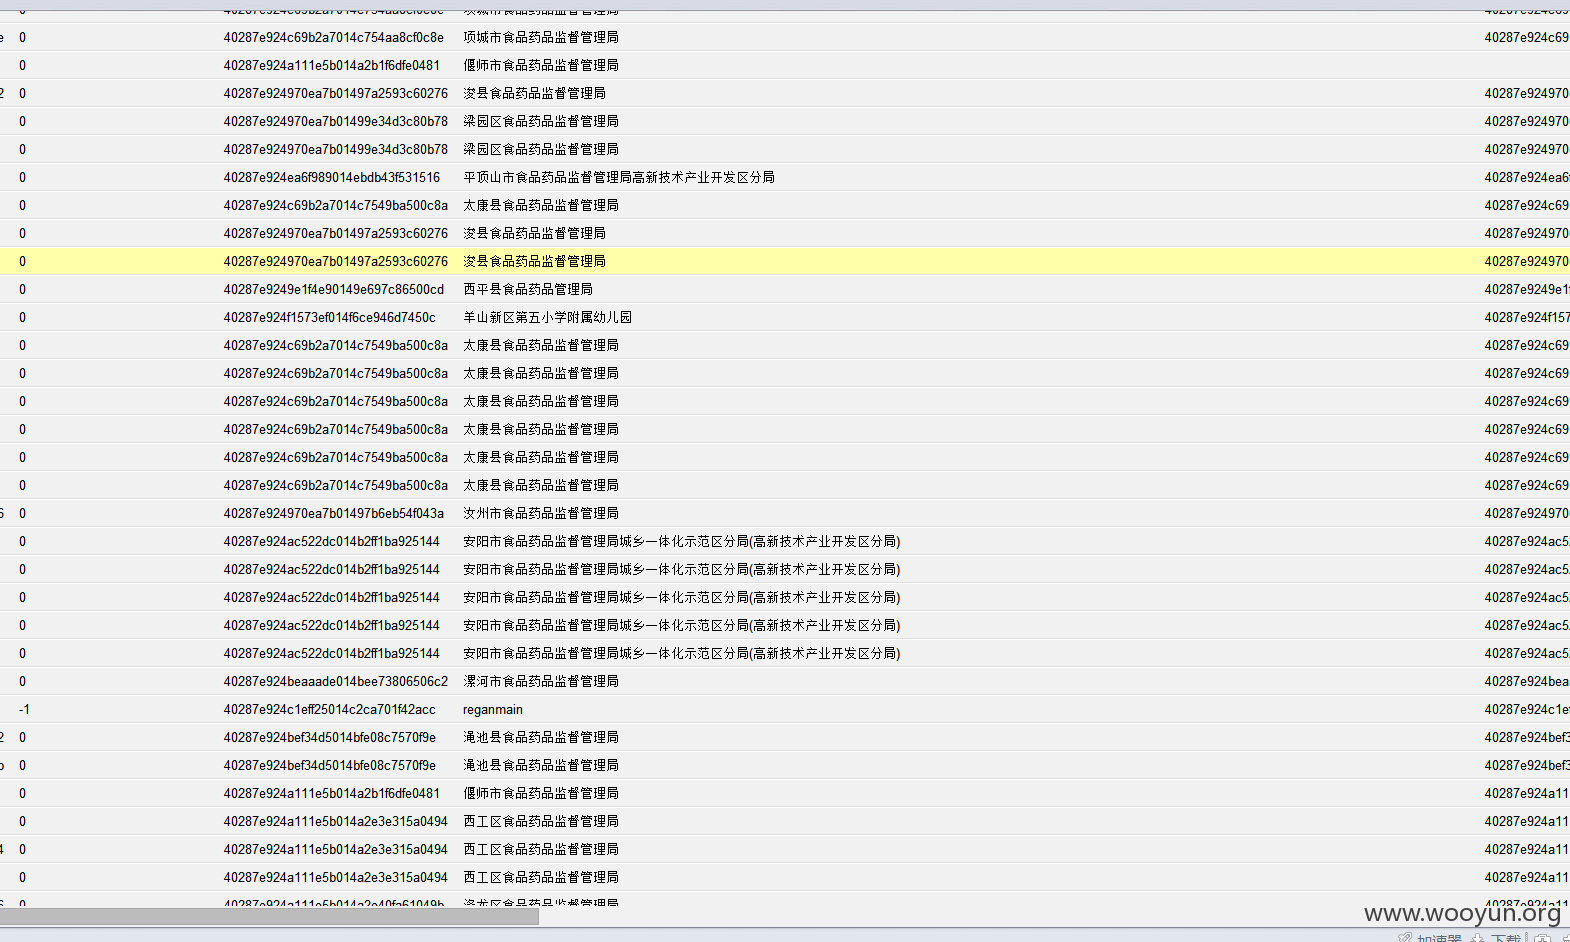 e 0 40287e924c69b2a7014c754aa8cf0c8e 项城市食品药品监督管理局 40287e924c69
0 40287e924a111e5b014a2b1f6dfe0481 偃师市食品药品监督管理局
2 0 40287e924970ea7b01497a2593c60276 浚县食品药品监督管理局 40287e924970
0 40287e924970ea7b01499e34d3c80b78 梁园区食品药品监督管理局 40287e924970
0 40287e924970ea7b01499e34d3c80b78 梁园区食品药品监督管理局 40287e924970
0 40287e924ea6f989014ebdb43f531516 平顶山市食品药品监督管理局高新技术产业开发区分局 40287e924ea6f
0 40287e924c69b2a7014c7549ba500c8a 太康县食品药品监督管理局 40287e924c69
0 40287e924970ea7b01497a2593c60276 浚县食品药品监督管理局 40287e924970
0 40287e924970ea7b01497a2593c60276 浚县食品药品监督管理局 40287e924970
0 40287e9249e1f4e90149e697c86500cd 西平县食品药品管理局 40287e9249e1f
0 40287e924f1573ef014f6ce946d7450c 羊山新区第五小学附属幼儿园 40287e924f157
0 40287e924c69b2a7014c7549ba500c8a 太康县食品药品监督管理局 40287e924c69
0 40287e924c69b2a7014c7549ba500c8a 太康县食品药品监督管理局 40287e924c69
0 40287e924c69b2a7014c7549ba500c8a 太康县食品药品监督管理局 40287e924c69
0 40287e924c69b2a7014c7549ba500c8a 太康县食品药品监督管理局 40287e924c69
0 40287e924c69b2a7014c7549ba500c8a 太康县食品药品监督管理局 40287e924c69
0 40287e924c69b2a7014c7549ba500c8a 太康县食品药品监督管理局 40287e924c69
6 0 40287e924970ea7b01497b6eb54f043a 汝州市食品药品监督管理局 40287e924970
0 40287e924ac522dc014b2ff1ba925144 安阳市食品药品监督管理局城乡一体化示范区分局(高新技术产业开发区分局) 40287e924ac5
0 40287e924ac522dc014b2ff1ba925144 安阳市食品药品监督管理局城乡一体化示范区分局(高新技术产业开发区分局) 40287e924ac5
0 40287e924ac522dc014b2ff1ba925144 安阳市食品药品监督管理局城乡一体化示范区分局(高新技术产业开发区分局) 40287e924ac5
0 40287e924ac522dc014b2ff1ba925144 安阳市食品药品监督管理局城乡一体化示范区分局(高新技术产业开发区分局) 40287e924ac5
0 40287e924ac522dc014b2ff1ba925144 安阳市食品药品监督管理局城乡一体化示范区分局(高新技术产业开发区分局) 40287e924ac5
0 40287e924beaaade014bee73806506c2 漯河市食品药品监督管理局 40287e924bea
-1 40287e924c1eff25014c2ca701f42acc reganmain 40287e924c1ef
2 0 40287e924bef34d5014bfe08c7570f9e 渑池县食品药品监督管理局 40287e924bef3
0 40287e924bef34d5014bfe08c7570f9e 渑池县食品药品监督管理局 40287e924bef3
0 40287e924a111e5b014a2b1f6dfe0481 偃师市食品药品监督管理局 40287e924a11
0 40287e924a111e5b014a2e3e315a0494 西工区食品药品监督管理局 40287e924a11
4 0 40287e924a111e5b014a2e3e315a0494 西工区食品药品监督管理局 40287e924a11
0 40287e924a111e5b014a2e3e315a0494 西工区食品药品监督管理局 40287e924a11
www.wooyun.org
加速器 下载